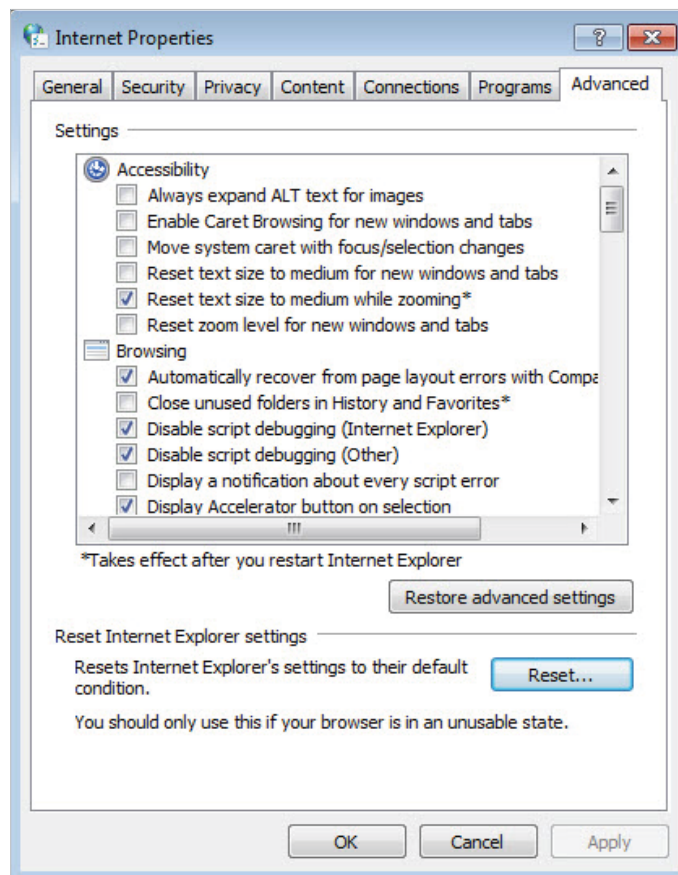 Internet Properties
General Security Privacy Content Connections Programs Advanced
Settings
Accessibility
Always expand ALT text for images
Enable Caret Browsing for new windows and tabs
Move system caret with focus/selection changes
Reset text size to medium for new windows and tabs
Reset text size to medium while zooming*
Reset zoom level for new windows and tabs
Browsing
Automatically recover from page layout errors with Compa
Close unused folders in History and Favorites*
Disable script debugging (Internet Explorer)
Disable script debugging (Other)
Display a notification about every script error
Display Accelerator button on selection
*Takes effect after you restart Internet Explorer
Restore advanced settings
Reset Internet Explorer settings
Resets Internet Explorer's settings to their default
condition.
Reset...
You should only use this if your browser is in an unusable state.
OK Cancel Apply